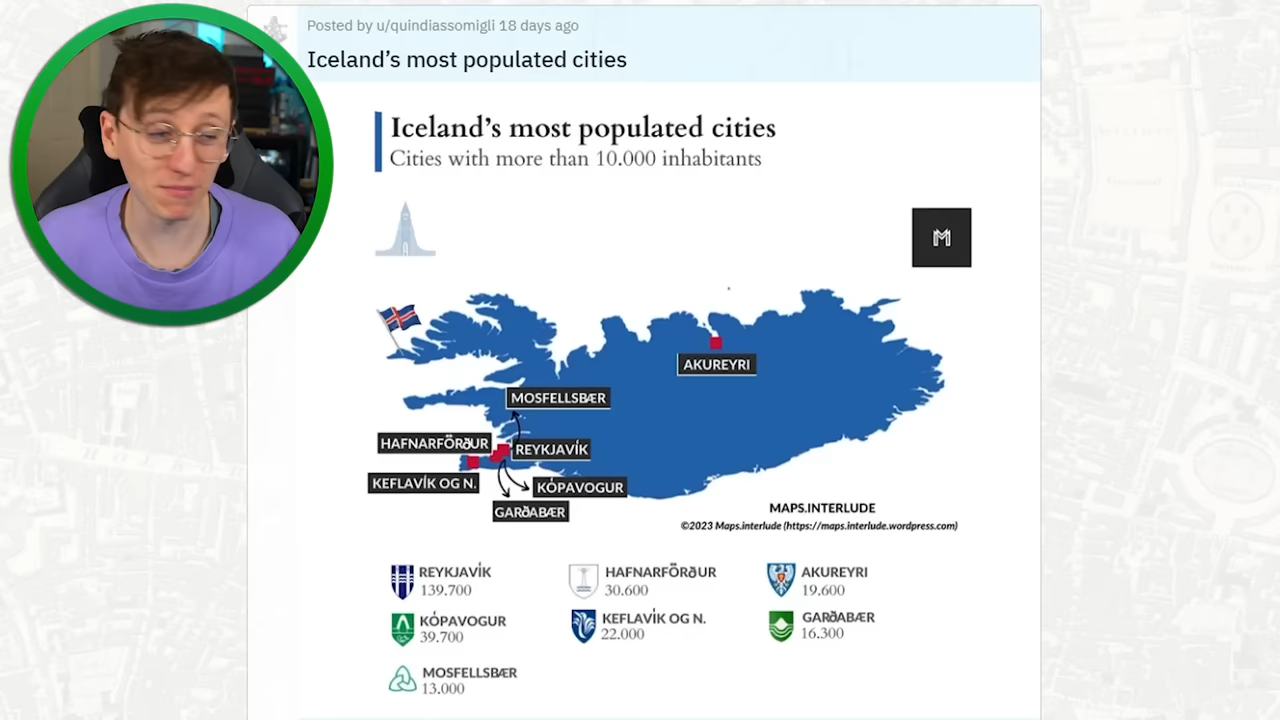 Posted by u/quindiassomigli 18 days ago
Iceland's most populated cities
Iceland's most populated cities
Cities with more than 10.000 inhabitants
M
AKUREYRI
MOSFELLSBÆR
HAFNARFÖRÐUR
REYKJAVÍK
KEFLAVÍK OG N.
KÓPAVOGUR
GARÐABÆR
MAPS.INTERLUDE
©2023 Maps.interlude (https://maps.interlude.wordpress.com)
REYKJAVÍK
139.700
HAFNARFÖRÐUR
30.600
AKUREYRI
19.600
KÓPAVOGUR
39.700
KEFLAVÍK OG N.
22.000
GARÐABÆR
16.300
MOSFELLSBÆR
13.000